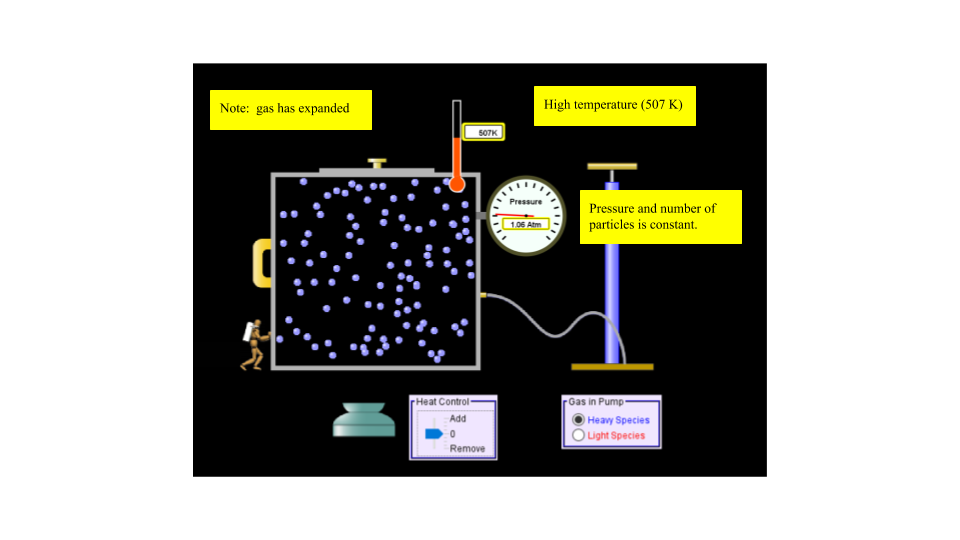 Note:  gas has expanded
High temperature (507 K)
507K
Pressure
1.06 Atm
Pressure and number of
particles is constant.
Heat Control
Add
0
Remove
Gas in Pump
Heavy Species
Light Species